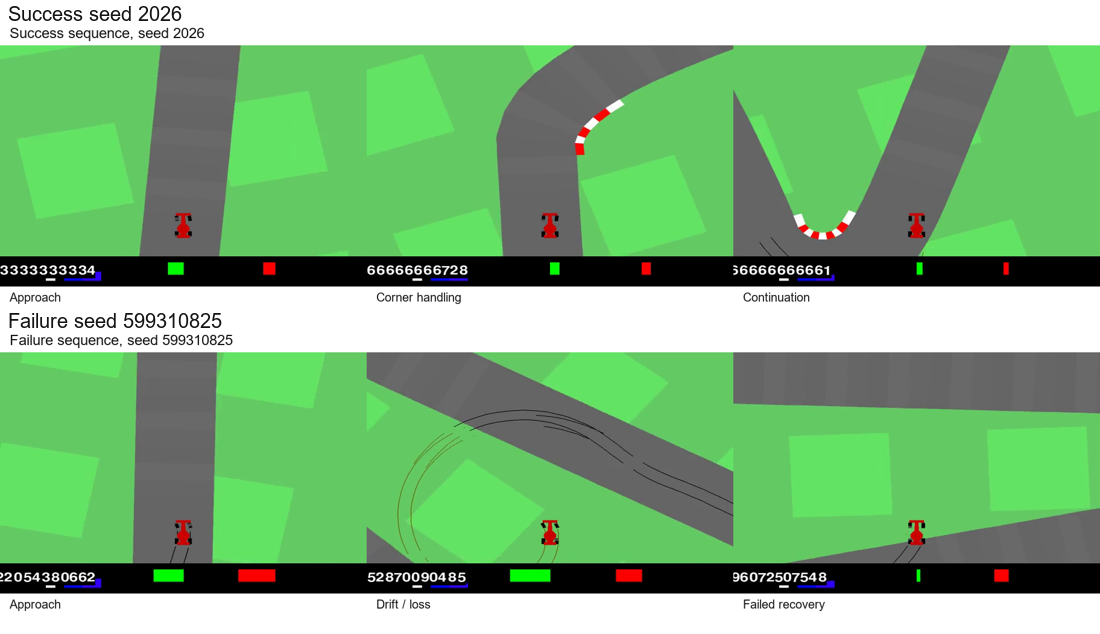 Success seed 2026
Success sequence, seed 2026
3333333334
66666666728
66666666661
Approach
Corner handling
Continuation
Failure seed 599310825
Failure sequence, seed 599310825
22054380662
52870090485
96072507548
Approach
Drift / loss
Failed recovery